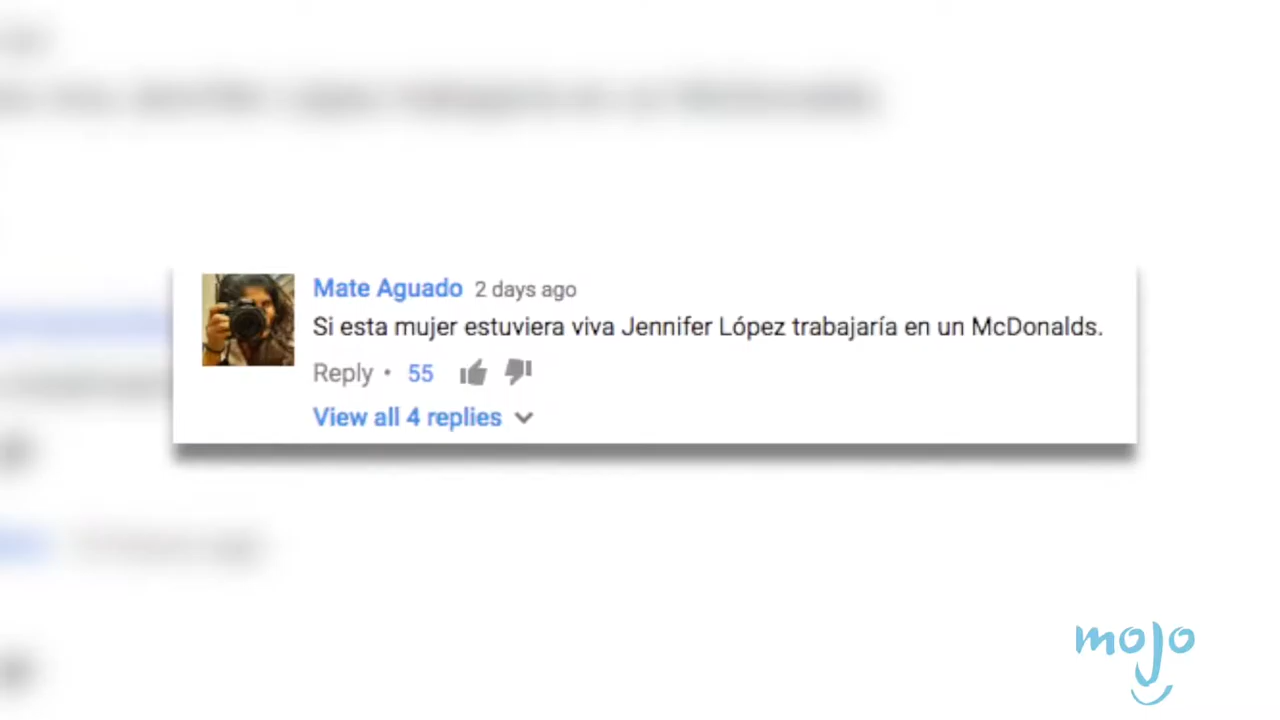 Mate Aguado 2 days ago
Si esta mujer estuviera viva Jennifer López trabajaría en un McDonalds.
Reply • 55
View all 4 replies
mojo